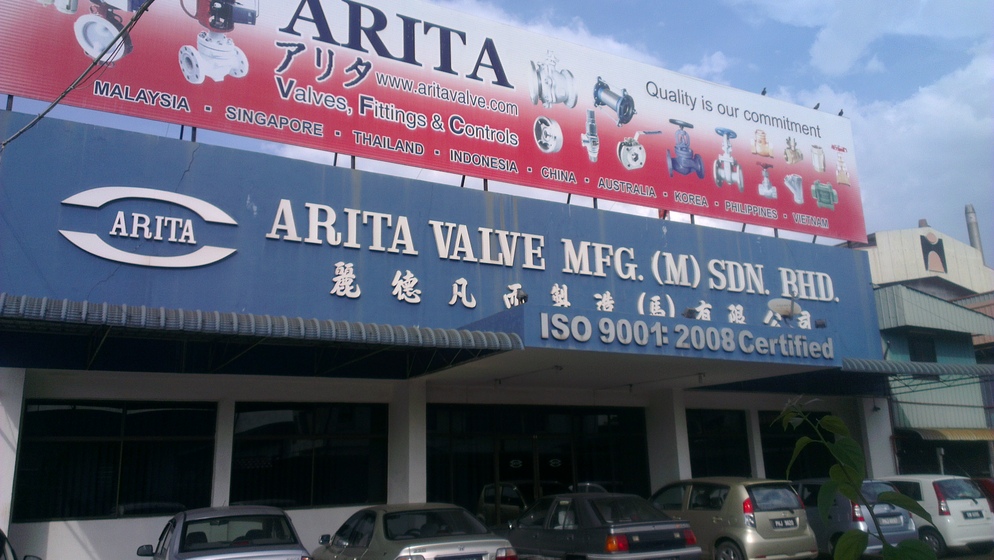 ARITA
アリタ www.aritavalve.com
Valves, Fittings & Controls
Quality is our commitment
MALAYSIA · SINGAPORE · THAILAND · INDONESIA · CHINA · AUSTRALIA · KOREA · PHILIPPINES · VIETNAM
ARITA
ARITA VALVE MFG. (M) SDN. BHD.
麗德凡而製造(馬)有限公司
ISO 9001: 2008 Certified